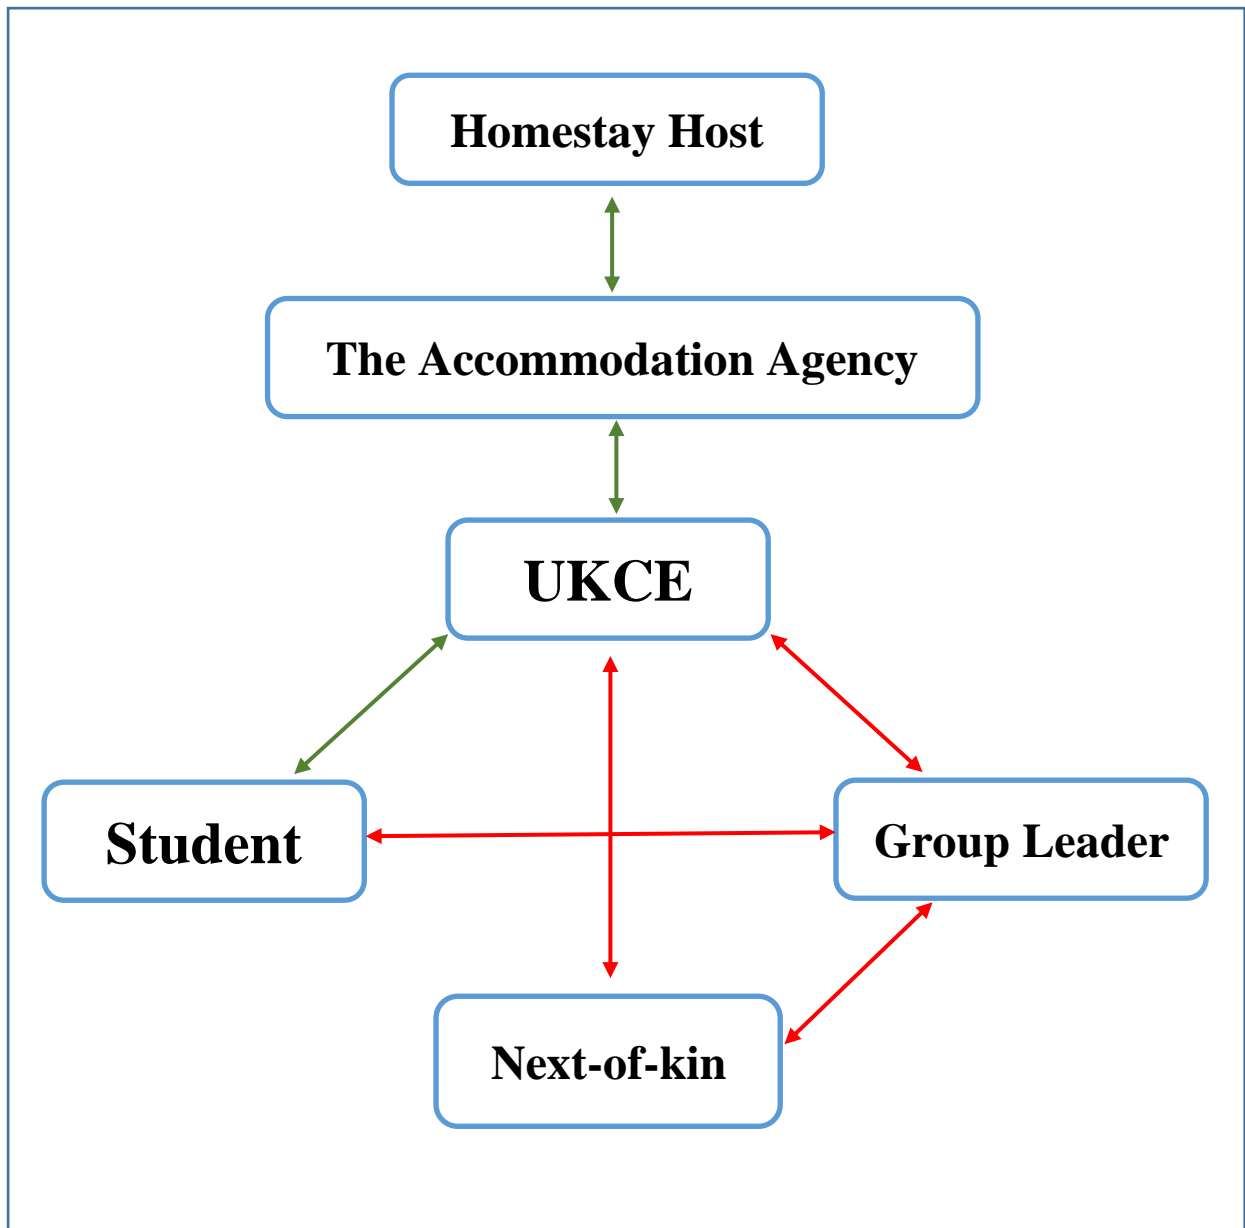 Homestay Host
The Accommodation Agency
UKCE
Student
Group Leader
Next-of-kin